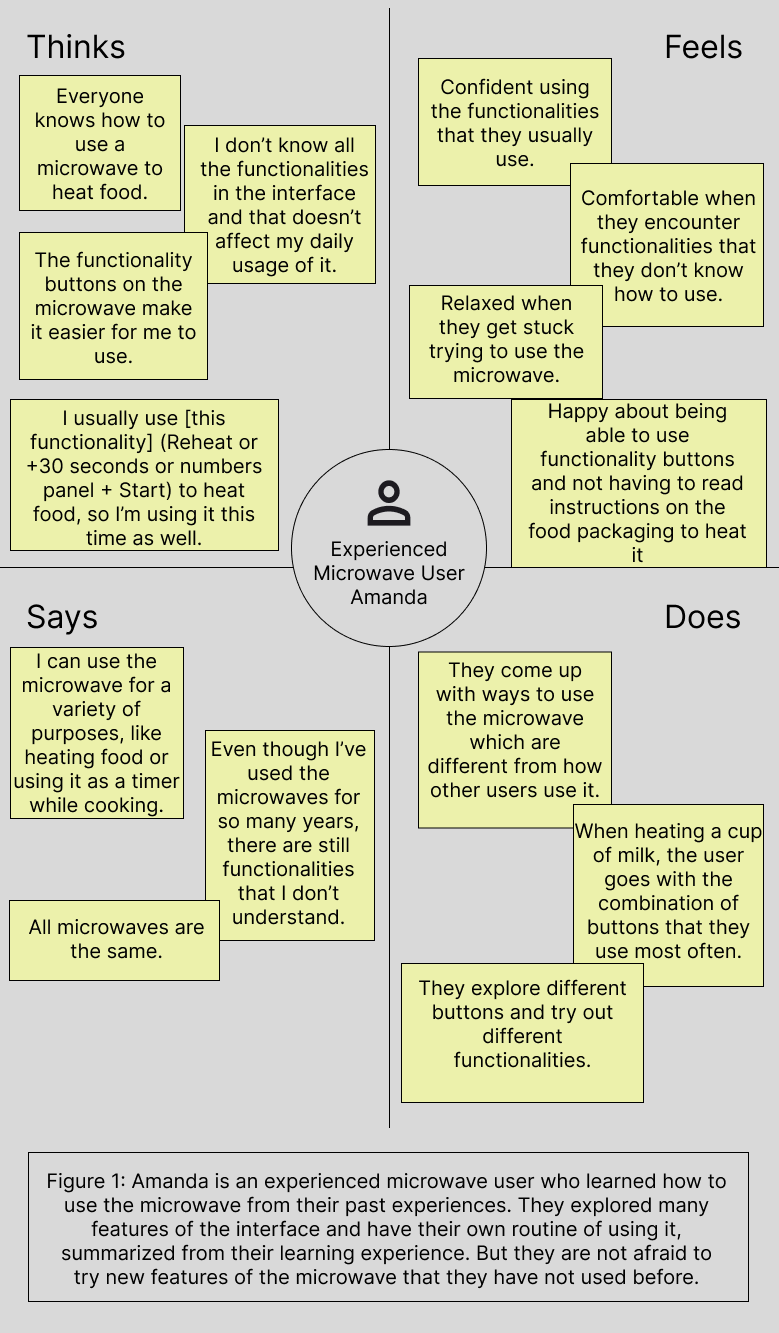 Thinks
Everyone
knows how to
use a
microwave to
heat food.
I don’t know all
the functionalities
in the interface
and that doesn’t
affect my daily
usage of it.
The functionality
buttons on the
microwave make
it easier for me to
use.
I usually use [this
functionality] (Reheat or
+30 seconds or numbers
panel + Start) to heat
food, so I’m using it this
time as well.
Feels
Confident using
the functionalities
that they usually
use.
Comfortable when
they encounter
functionalities that
they don’t know
how to use.
Relaxed when
they get stuck
trying to use the
microwave.
Happy about being
able to use
functionality buttons
and not having to read
instructions on the
food packaging to heat
it
Experienced
Microwave User
Amanda
Says
I can use the
microwave for a
variety of
purposes, like
heating food or
using it as a timer
while cooking.
Even though I’ve
used the
microwaves for
so many years,
there are still
functionalities
that I don’t
understand.
All microwaves are
the same.
Does
They come up
with ways to use
the microwave
which are
different from how
other users use it.
When heating a cup
of milk, the user
goes with the
combination of
buttons that they
use most often.
They explore different
buttons and try out
different
functionalities.
Figure 1: Amanda is an experienced microwave user who learned how to
use the microwave from their past experiences. They explored many
features of the interface and have their own routine of using it,
summarized from their learning experience. But they are not afraid to
try new features of the microwave that they have not used before.